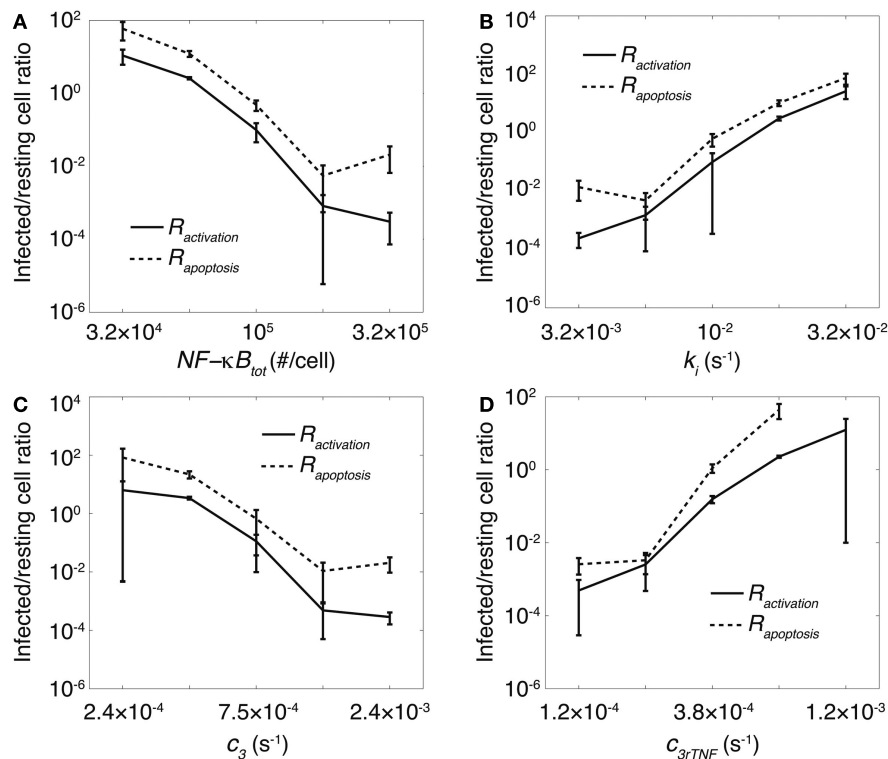 A
Infected/resting cell ratio
10^2
10^0
10^-2
10^-4
10^-6
R_activation
R_apoptosis
3.2×10^4
10^5
3.2×10^5
NF–κB_tot (#/cell)
B
Infected/resting cell ratio
10^4
10^2
10^0
10^-2
10^-4
10^-6
R_activation
R_apoptosis
3.2×10^-3
10^-2
3.2×10^-2
k_i (s^-1)
C
Infected/resting cell ratio
10^4
10^2
10^0
10^-2
10^-4
10^-6
R_activation
R_apoptosis
2.4×10^-4
7.5×10^-4
2.4×10^-3
c_3 (s^-1)
D
Infected/resting cell ratio
10^2
10^0
10^-2
10^-4
10^-6
R_activation
R_apoptosis
1.2×10^-4
3.8×10^-4
1.2×10^-3
c_3rTNF (s^-1)